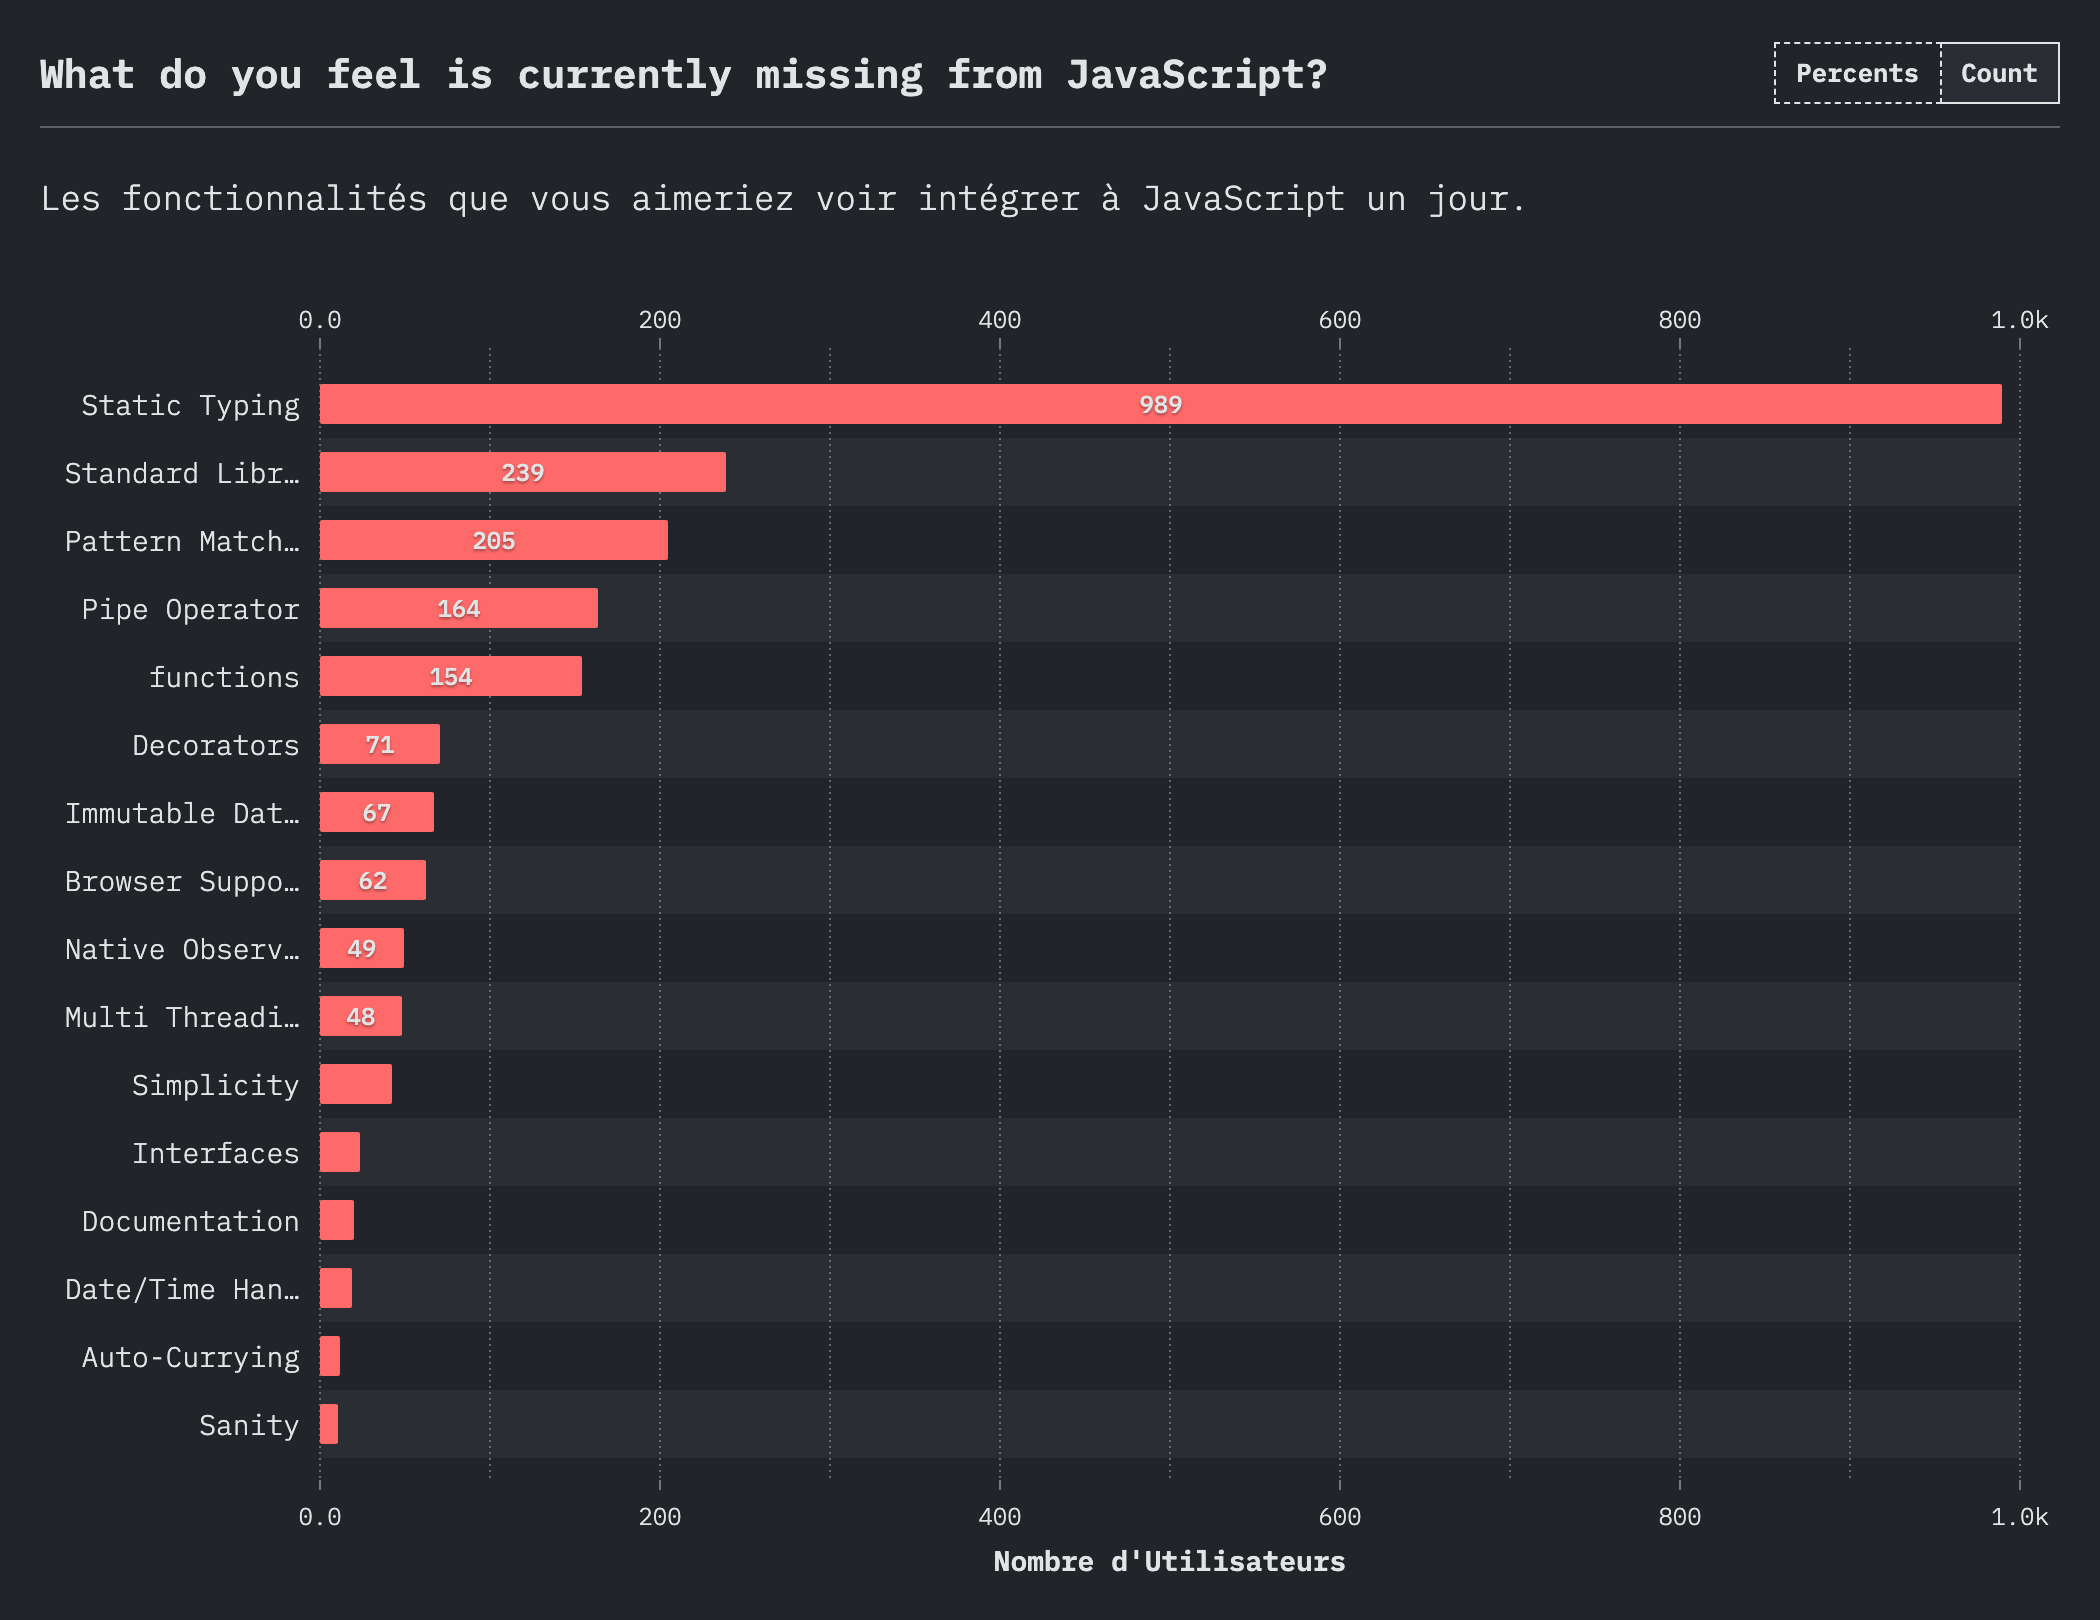 What do you feel is currently missing from JavaScript?
Percents Count
Les fonctionnalités que vous aimeriez voir intégrer à JavaScript un jour.
0.0 200 400 600 800 1.0k
Static Typing 989
Standard Libr… 239
Pattern Match… 205
Pipe Operator 164
functions 154
Decorators 71
Immutable Dat… 67
Browser Suppo… 62
Native Observ… 49
Multi Threadi… 48
Simplicity
Interfaces
Documentation
Date/Time Han…
Auto-Currying
Sanity
0.0 200 400 600 800 1.0k
Nombre d'Utilisateurs